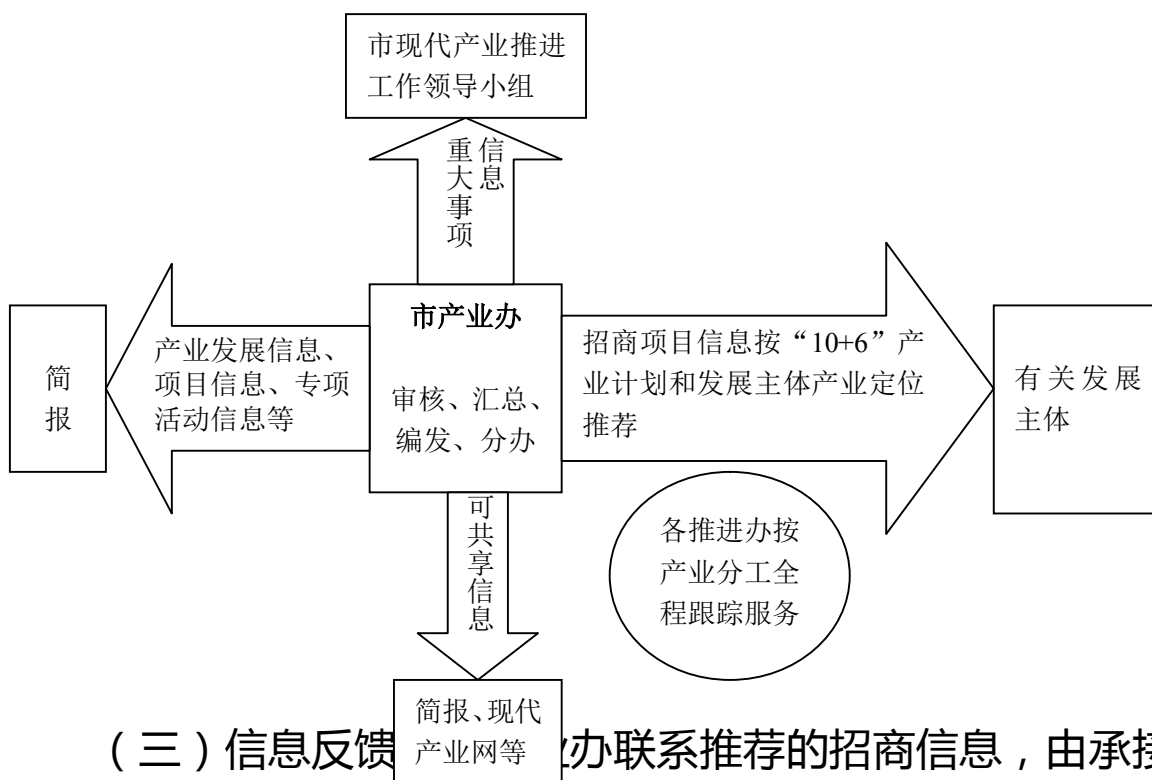 市现代产业推进
工作领导小组
重大事项
信息
市产业办
审核、汇总、
编发、分办
产业发展信息、
项目信息、专项
活动信息等
简
报
招商项目信息按“10+6”产
业计划和发展主体产业定位
推荐
有关发展
主体
可共享信息
各推进办按
产业分工全
程跟踪服务
简报、现代
产业网等
（三）信息反馈 业办联系推荐的招商信息，由承接